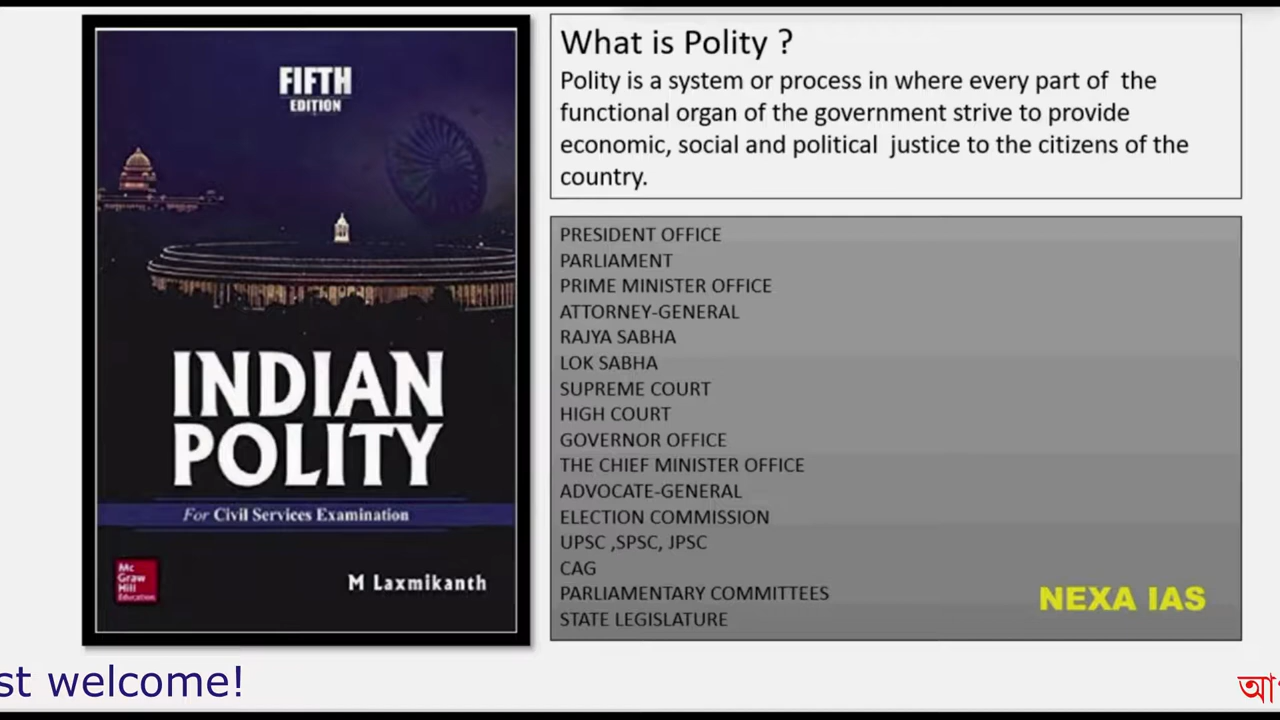 FIFTH
EDITION
INDIAN
POLITY
For Civil Services Examination
Mc
Graw
Hill
Education
M Laxmikanth
What is Polity ?
Polity is a system or process in where every part of the
functional organ of the government strive to provide
economic, social and political justice to the citizens of the
country.
PRESIDENT OFFICE
PARLIAMENT
PRIME MINISTER OFFICE
ATTORNEY-GENERAL
RAJYA SABHA
LOK SABHA
SUPREME COURT
HIGH COURT
GOVERNOR OFFICE
THE CHIEF MINISTER OFFICE
ADVOCATE-GENERAL
ELECTION COMMISSION
UPSC ,SPSC, JPSC
CAG
PARLIAMENTARY COMMITTEES
STATE LEGISLATURE
NEXA IAS
st welcome!